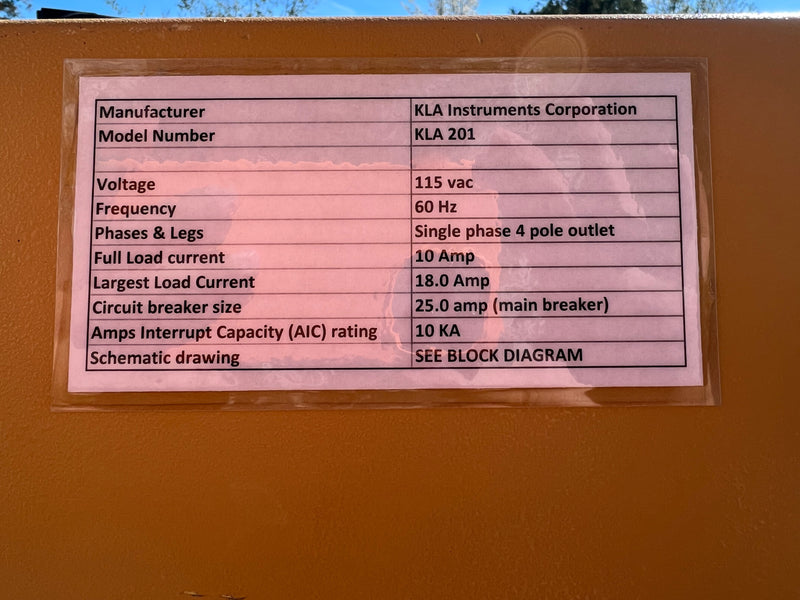 Manufacturer KLA Instruments Corporation
Model Number KLA 201
Voltage 115 vac
Frequency 60 Hz
Phases & Legs Single phase 4 pole outlet
Full Load current 10 Amp
Largest Load Current 18.0 Amp
Circuit breaker size 25.0 amp (main breaker)
Amps Interrupt Capacity (AIC) rating 10 KA
Schematic drawing SEE BLOCK DIAGRAM